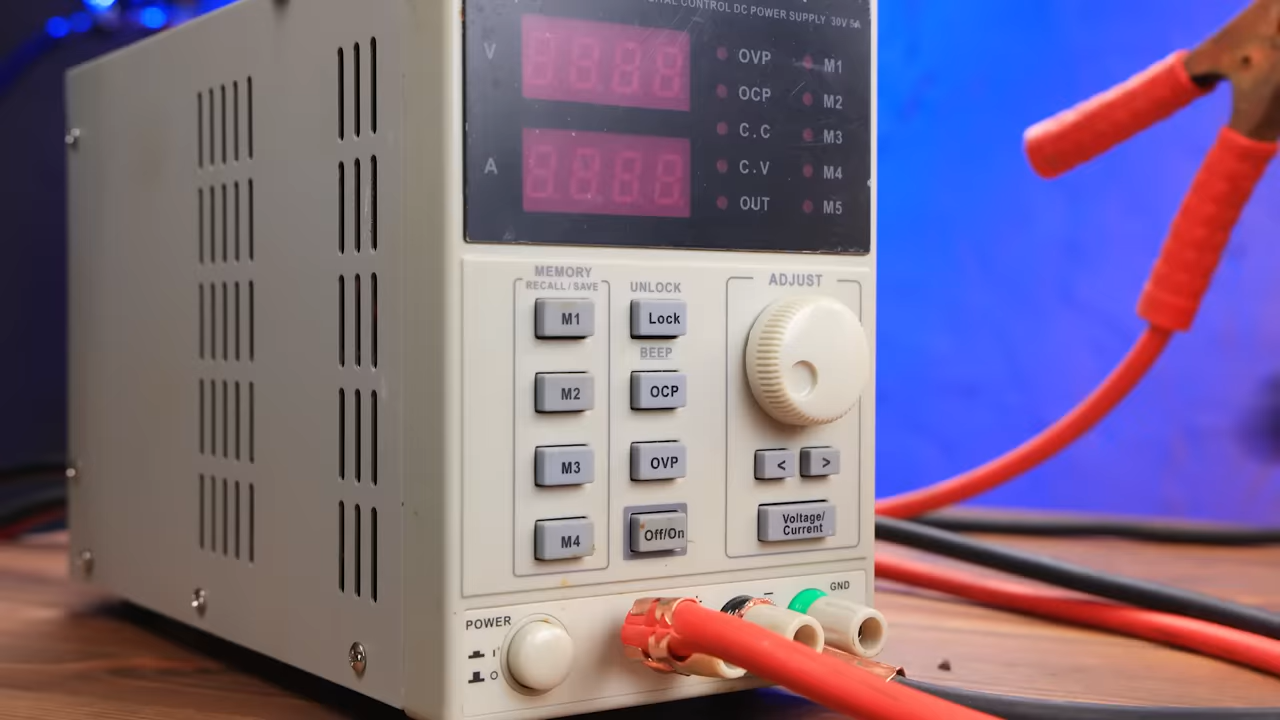 CONTROL DC POWER SUPPLY 30V 5A
V
OVP M1
OCP M2
C.C M3
A
C.V M4
OUT M5
MEMORY
RECALL / SAVE
UNLOCK
ADJUST
M1
Lock
BEEP
M2
OCP
M3
OVP
< >
M4
Off/On
Voltage/
Current
POWER
GND
I
O
+
−